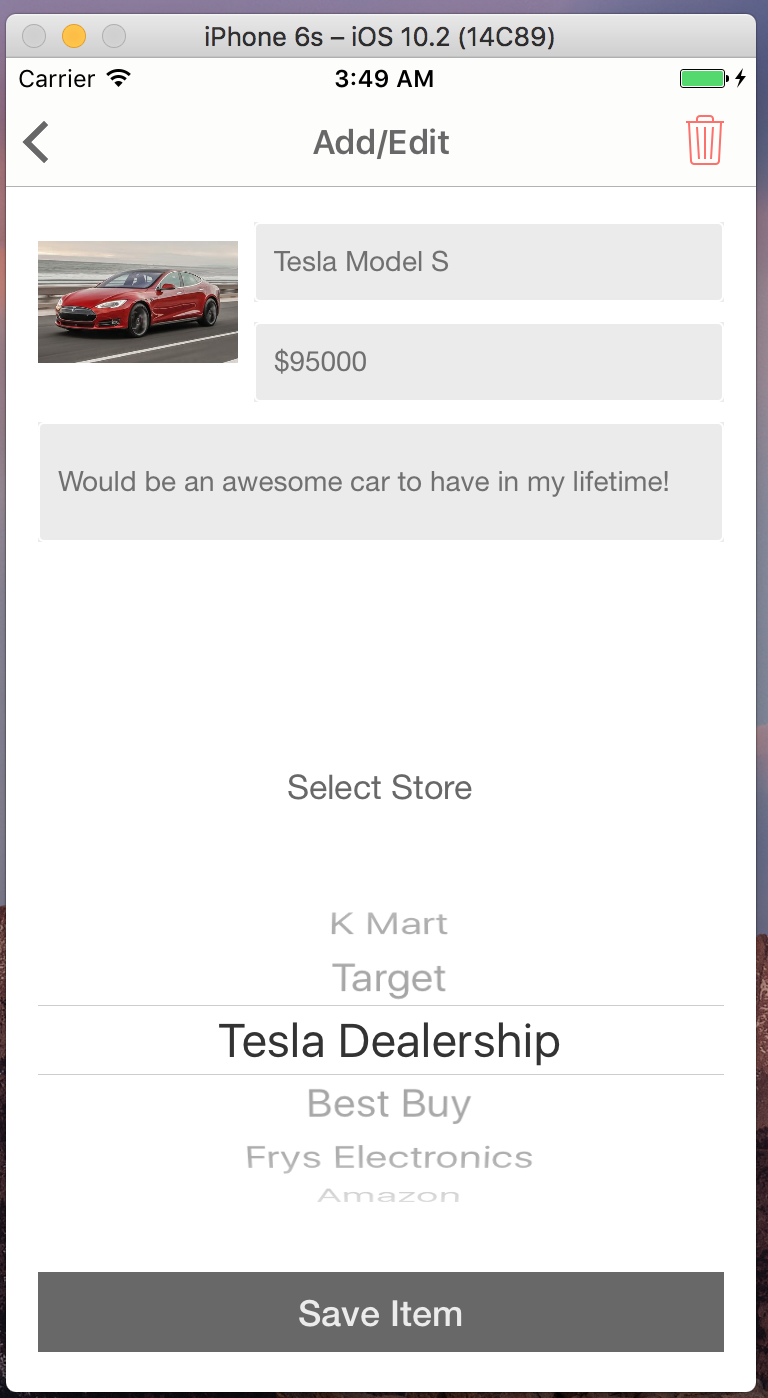 iPhone 6s – iOS 10.2 (14C89)
Carrier 3:49 AM
Add/Edit
Tesla Model S
$95000
Would be an awesome car to have in my lifetime!
Select Store
K Mart
Target
Tesla Dealership
Best Buy
Frys Electronics
Amazon
Save Item